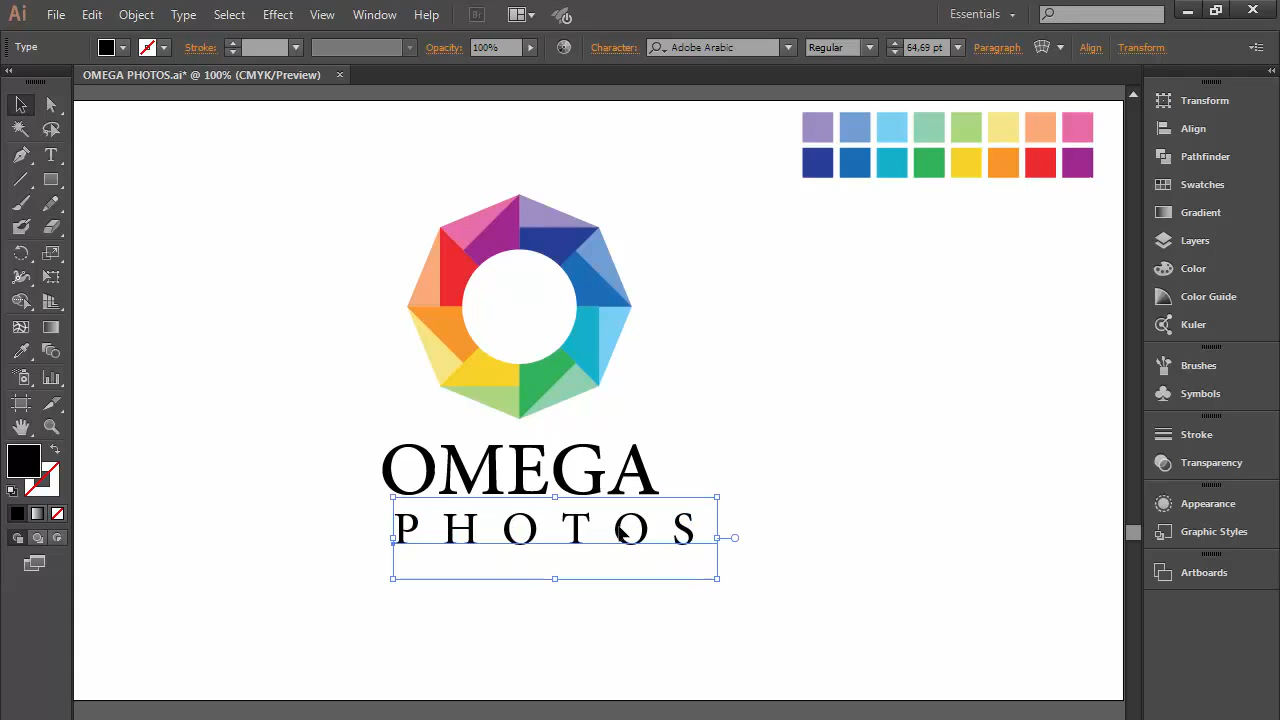 Ai File Edit Object Type Select Effect View Window Help Br Essentials
Type Stroke: Opacity: 100% Character: Adobe Arabic Regular 64.69 pt Paragraph Align Transform
OMEGA PHOTOS.ai* @ 100% (CMYK/Preview)
Transform
Align
Pathfinder
Swatches
Gradient
Layers
Color
Color Guide
Kuler
Brushes
Symbols
Stroke
Transparency
Appearance
Graphic Styles
Artboards
OMEGA
PHOTOS